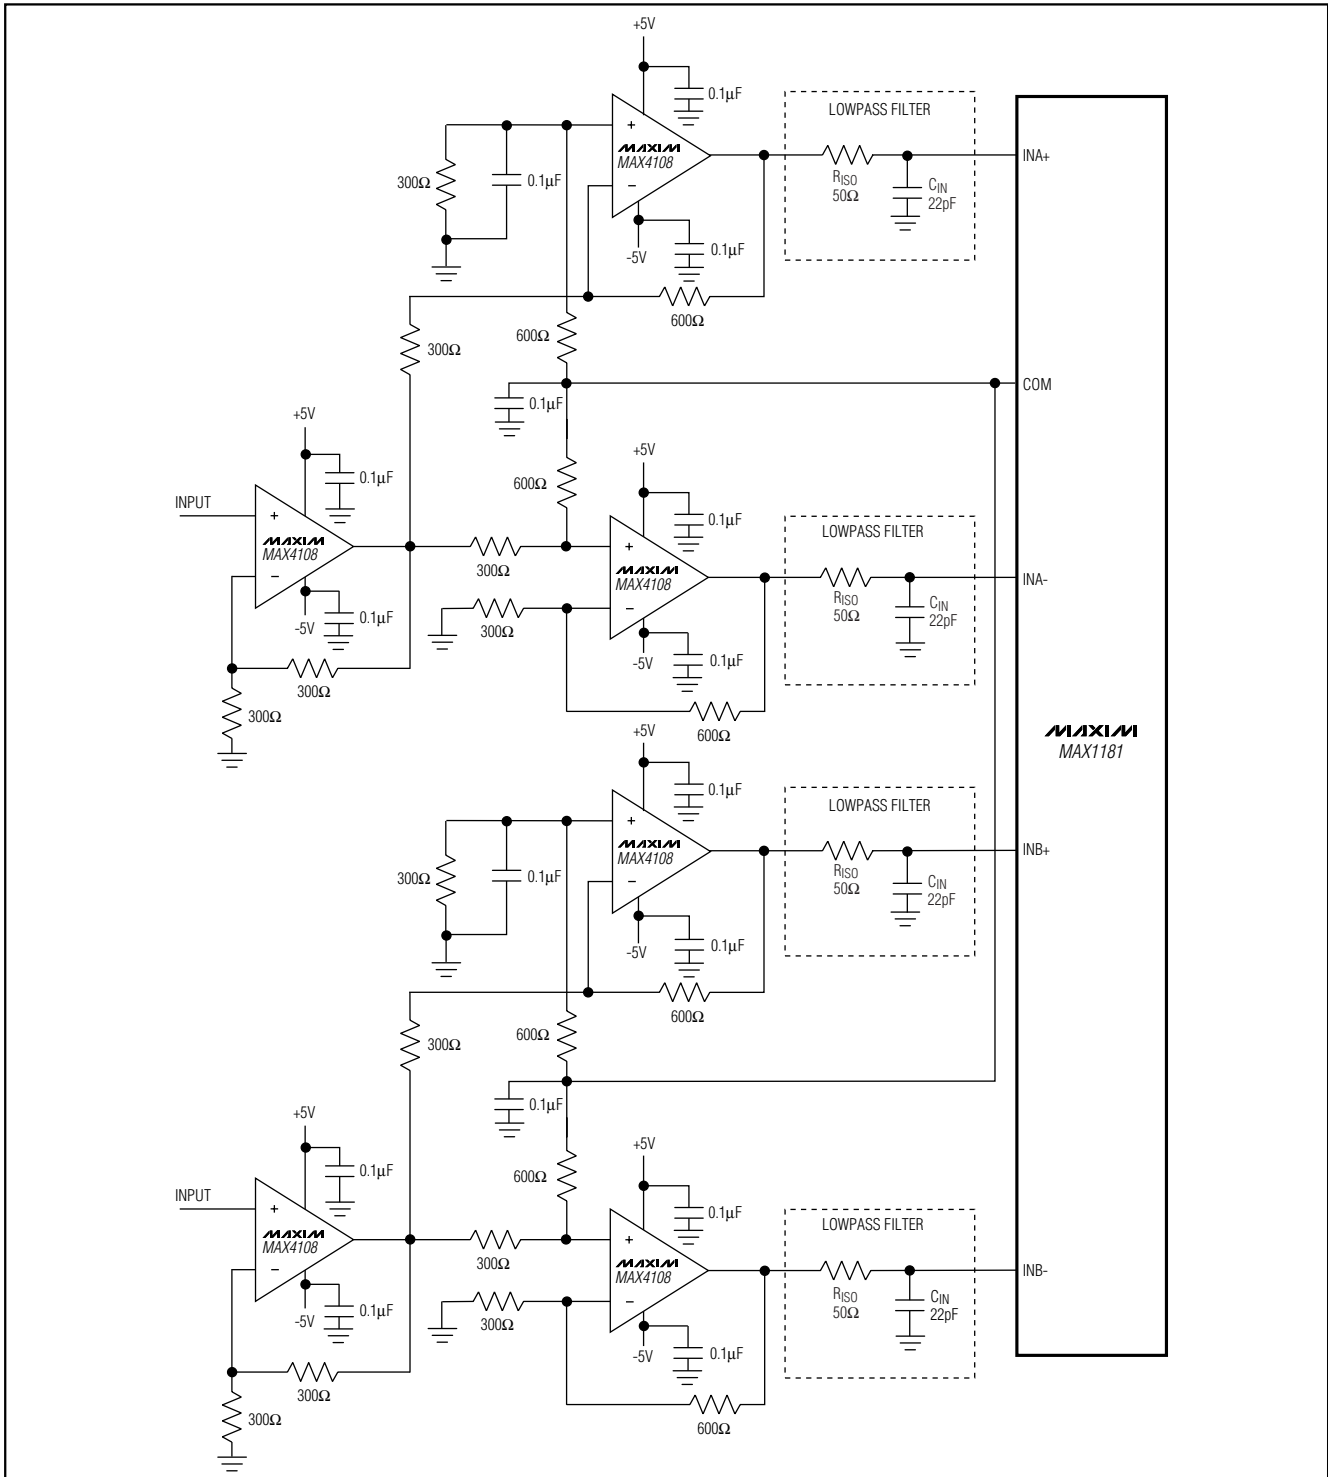 +5V
0.1μF
LOWPASS FILTER
+
MAXIM
MAX4108
INA+
300Ω
0.1μF
−
RISO
50Ω
CIN
22pF
-5V
0.1μF
600Ω
300Ω
600Ω
COM
0.1μF
+5V
+5V
0.1μF
600Ω
INPUT
+
0.1μF
LOWPASS FILTER
MAXIM
MAX4108
+
MAXIM
MAX4108
300Ω
INA-
−
−
RISO
50Ω
CIN
22pF
-5V
0.1μF
300Ω
-5V
0.1μF
300Ω
300Ω
600Ω
+5V
MAXIM
MAX1181
0.1μF
LOWPASS FILTER
+
MAXIM
MAX4108
INB+
300Ω
0.1μF
−
RISO
50Ω
CIN
22pF
-5V
0.1μF
600Ω
300Ω
600Ω
0.1μF
+5V
+5V
0.1μF
600Ω
INPUT
+
0.1μF
LOWPASS FILTER
MAXIM
MAX4108
+
MAXIM
MAX4108
300Ω
INB-
−
−
RISO
50Ω
CIN
22pF
-5V
0.1μF
300Ω
-5V
0.1μF
300Ω
300Ω
600Ω